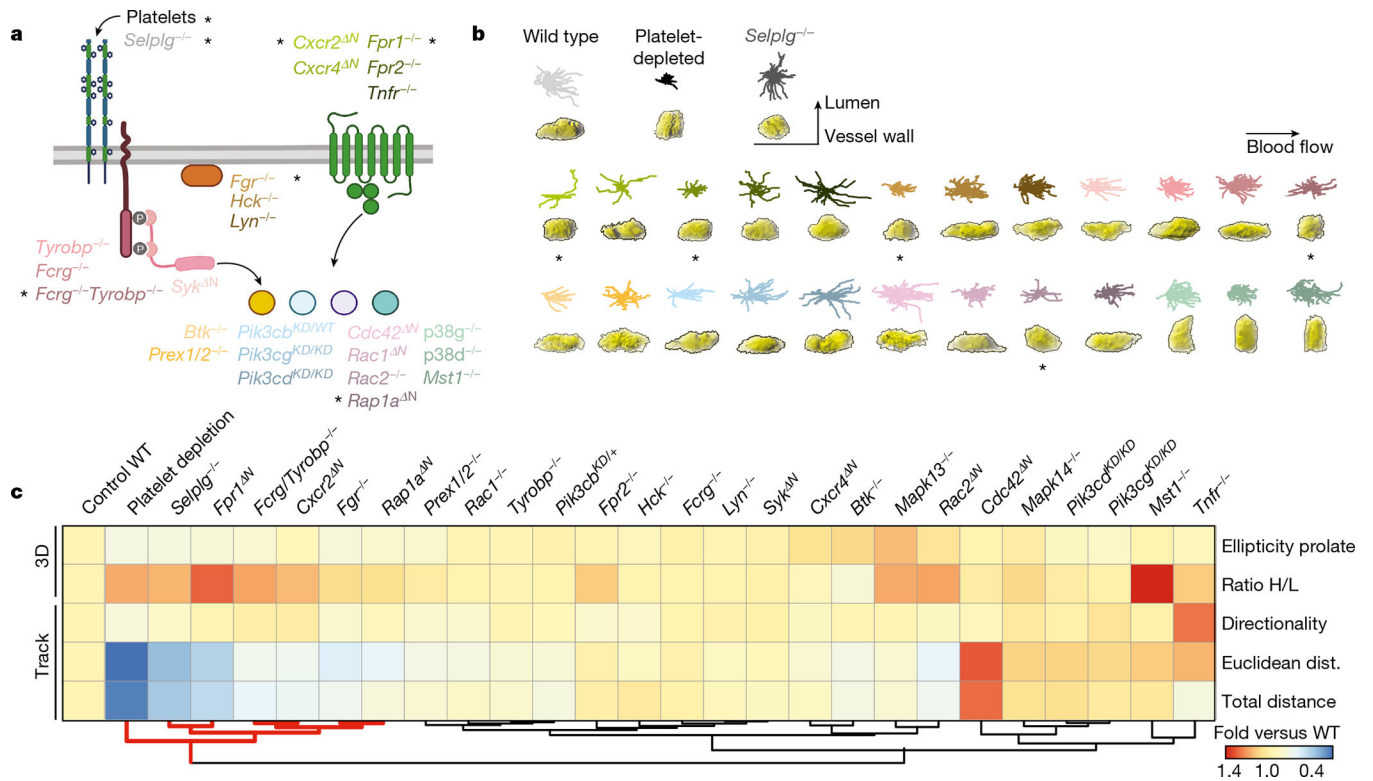 a
Platelets *
Selplg–/– *
* Cxcr2ΔN Fpr1–/– *
Cxcr4ΔN Fpr2–/–
Tnfr–/–
Fgr–/– *
Hck–/–
Lyn–/–
P
P
Tyrobp–/–
Fcrg–/–
* Fcrg–/–Tyrobp–/–
SykΔN
Btk–/– Pik3cbKD/WT Cdc42ΔN p38g–/–
Prex1/2–/– Pik3cgKD/KD Rac1ΔN p38d–/–
Pik3cdKD/KD Rac2–/– Mst1–/–
* Rap1aΔN
b
Wild type
Platelet-
depleted
Selplg–/–
Lumen
Vessel wall
Blood flow
* * * *
*
c
Control WT
Platelet depletion
Selplg–/–
Fpr1ΔN
Fcrg/Tyrobp–/–
Cxcr2ΔN
Fgr–/–
Rap1aΔN
Prex1/2–/–
Rac1–/–
Tyrobp–/–
Pik3cbKD/+
Fpr2–/–
Hck–/–
Fcrg–/–
Lyn–/–
SykΔN
Cxcr4ΔN
Btk–/–
Mapk13–/–
Rac2ΔN
Cdc42ΔN
Mapk14–/–
Pik3cdKD/KD
Pik3cgKD/KD
Mst1–/–
Tnfr–/–
3D
Track
Ellipticity prolate
Ratio H/L
Directionality
Euclidean dist.
Total distance
Fold versus WT
1.4 1.0 0.4